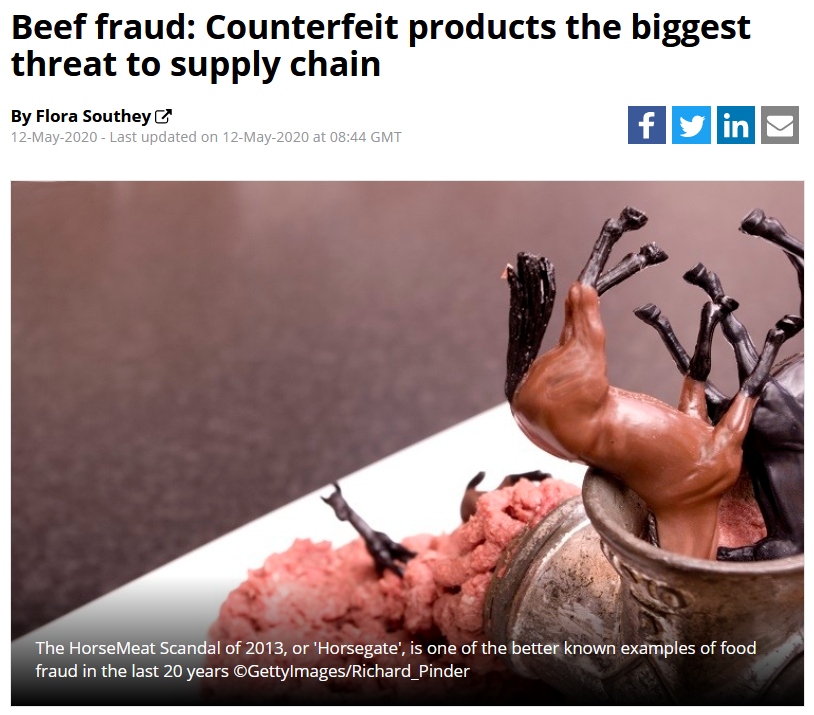 Beef fraud: Counterfeit products the biggest
threat to supply chain
By Flora Southey
12-May-2020 - Last updated on 12-May-2020 at 08:44 GMT
The HorseMeat Scandal of 2013, or 'Horsegate', is one of the better known examples of food
fraud in the last 20 years ©GettyImages/Richard_Pinder